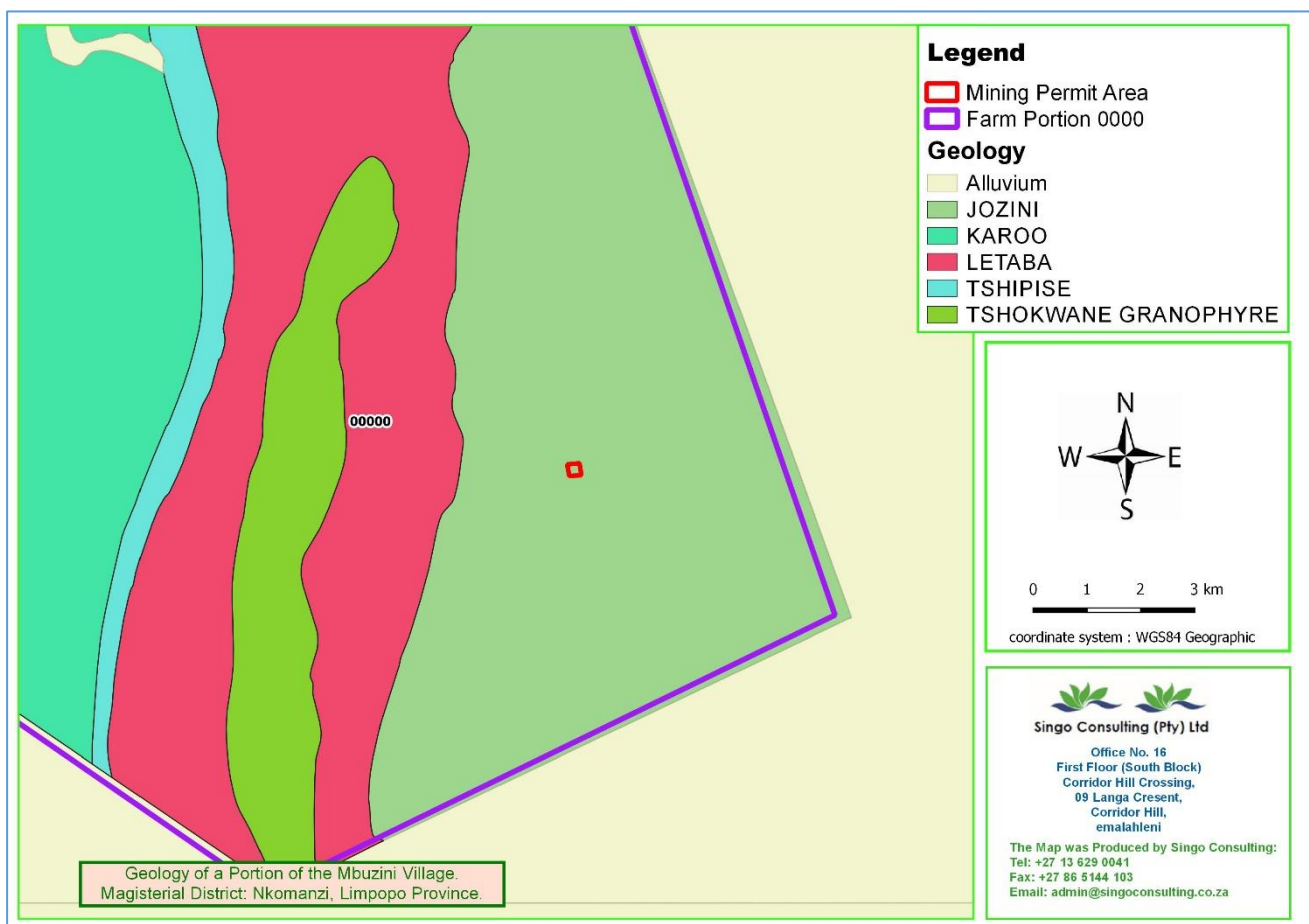 Legend
Mining Permit Area
Farm Portion 0000
Geology
Alluvium
JOZINI
KAROO
LETABA
TSHIPISE
TSHOKWANE GRANOPHYRE
00000
N
W E
S
0 1 2 3 km
coordinate system : WGS84 Geographic
Singo Consulting (Pty) Ltd
Office No. 16
First Floor (South Block)
Corridor Hill Crossing,
09 Langa Cresent,
Corridor Hill,
emalahleni
The Map was Produced by Singo Consulting:
Tel: +27 13 629 0041
Fax: +27 86 5144 103
Email: admin@singoconsulting.co.za
Geology of a Portion of the Mbuzini Village.
Magisterial District: Nkomanzi, Limpopo Province.